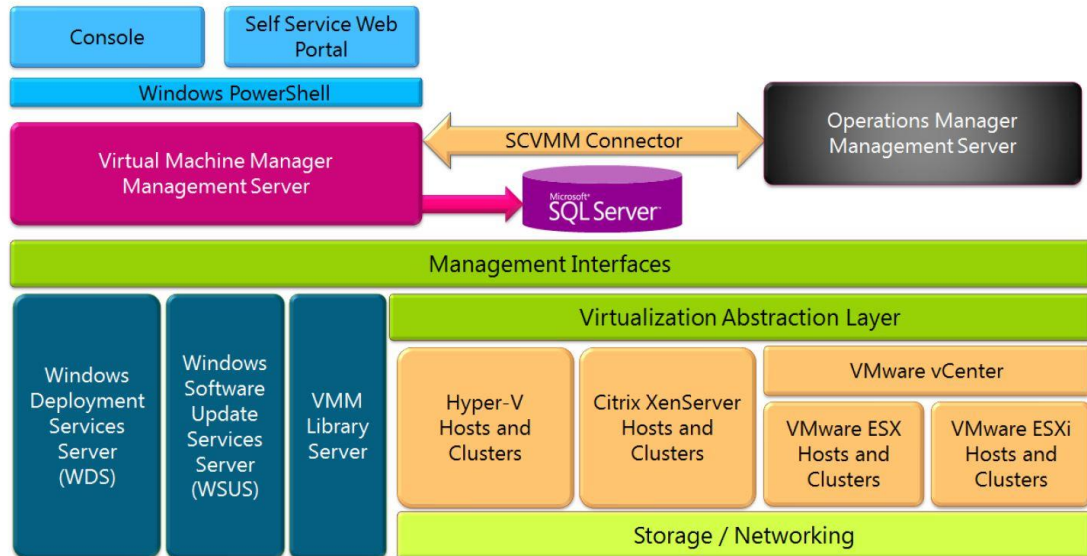 Console
Self Service Web
Portal
Windows PowerShell
Virtual Machine Manager
Management Server
SCVMM Connector
Operations Manager
Management Server
Microsoft®
SQL Server™
Management Interfaces
Virtualization Abstraction Layer
Windows
Deployment
Services
Server
(WDS)
Windows
Software
Update
Services
Server
(WSUS)
VMM
Library
Server
Hyper-V
Hosts and
Clusters
Citrix XenServer
Hosts and
Clusters
VMware vCenter
VMware ESX
Hosts and
Clusters
VMware ESXi
Hosts and
Clusters
Storage / Networking